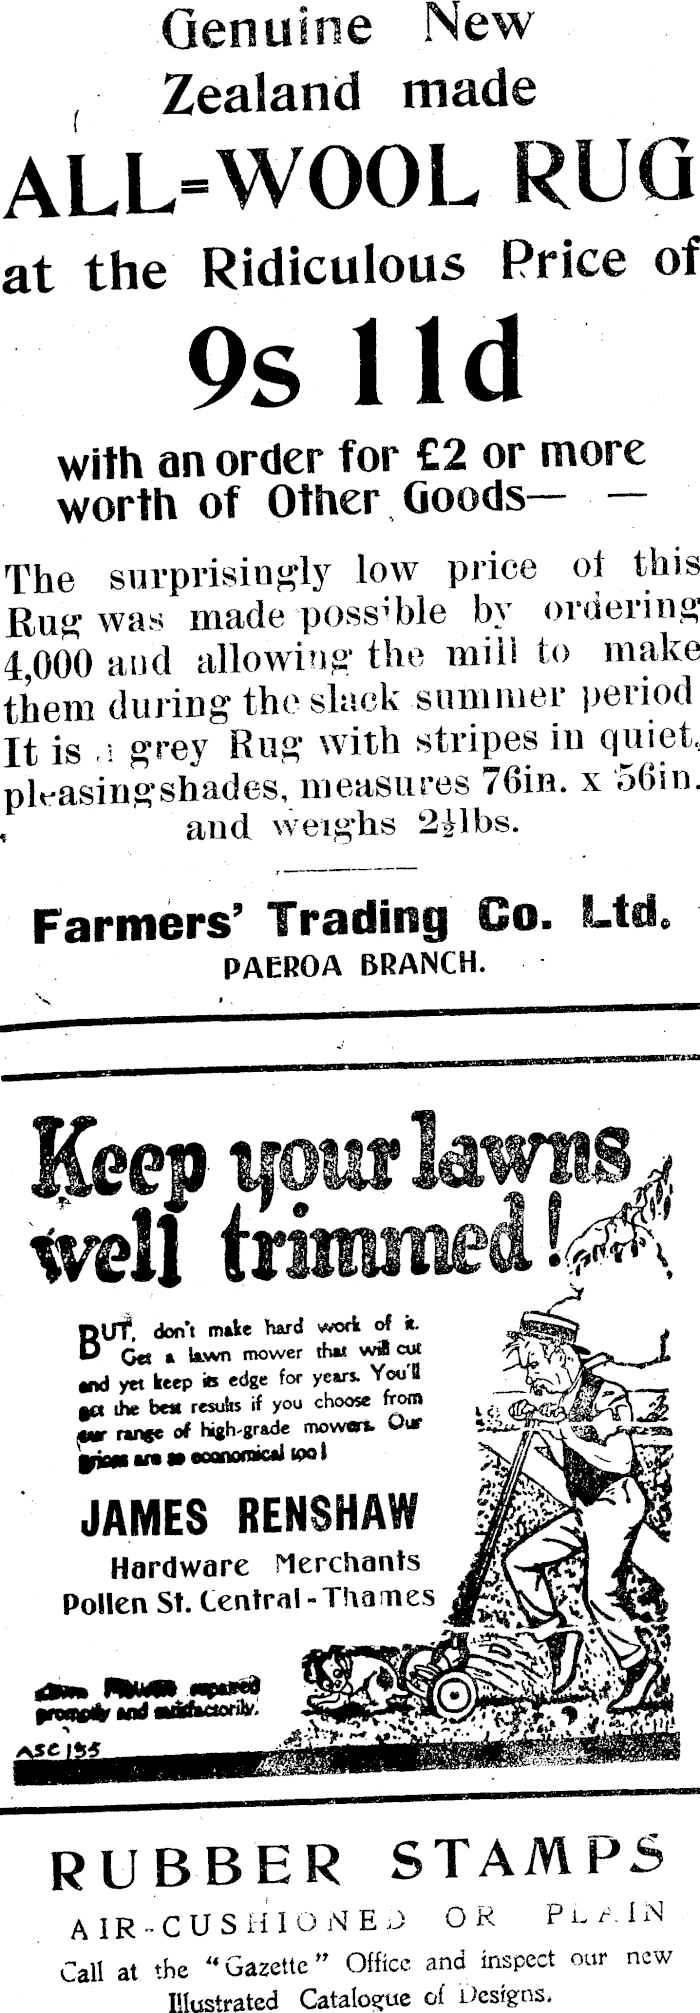 Genuine New
Zealand made
ALL=WOOL RUG
at the Ridiculous Price of
9s 11d
with an order for £2 or more
worth of Other Goods— —
The surprisingly low price of this
Rug was made possible by ordering
4,000 and allowing the mill to make
them during the slack summer period
It is a grey Rug with stripes in quiet,
pleasing shades, measures 76in. x 56in.
and weighs 2½lbs.
Farmers' Trading Co. Ltd.
PAEROA BRANCH.
Keep your lawns
well trimmed!
BUT, don't make hard work of it.
Get a lawn mower that will cut
and yet keep its edge for years. You'll
get the best results if you choose from
our range of high-grade mowers. Our
prices are so economical too!
JAMES RENSHAW
Hardware Merchants
Pollen St. Central - Thames
Lawn Mowers repaired
promptly and satisfactorily.
ASC 155
RUBBER STAMPS
AIR-CUSHIONED OR PLAIN
Call at the "Gazette" Office and inspect our new
Illustrated Catalogue of Designs.